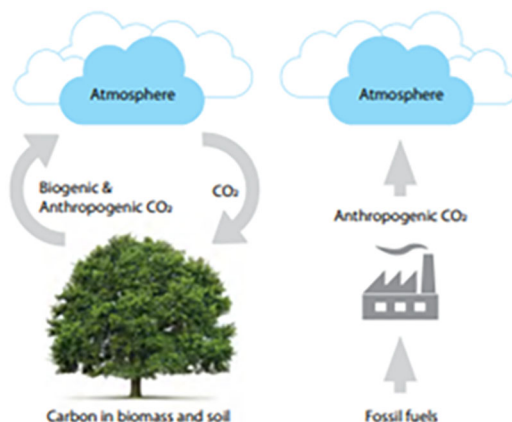 Atmosphere
Biogenic &
Anthropogenic CO₂
CO₂
Carbon in biomass and soil
Atmosphere
Anthropogenic CO₂
Fossil fuels